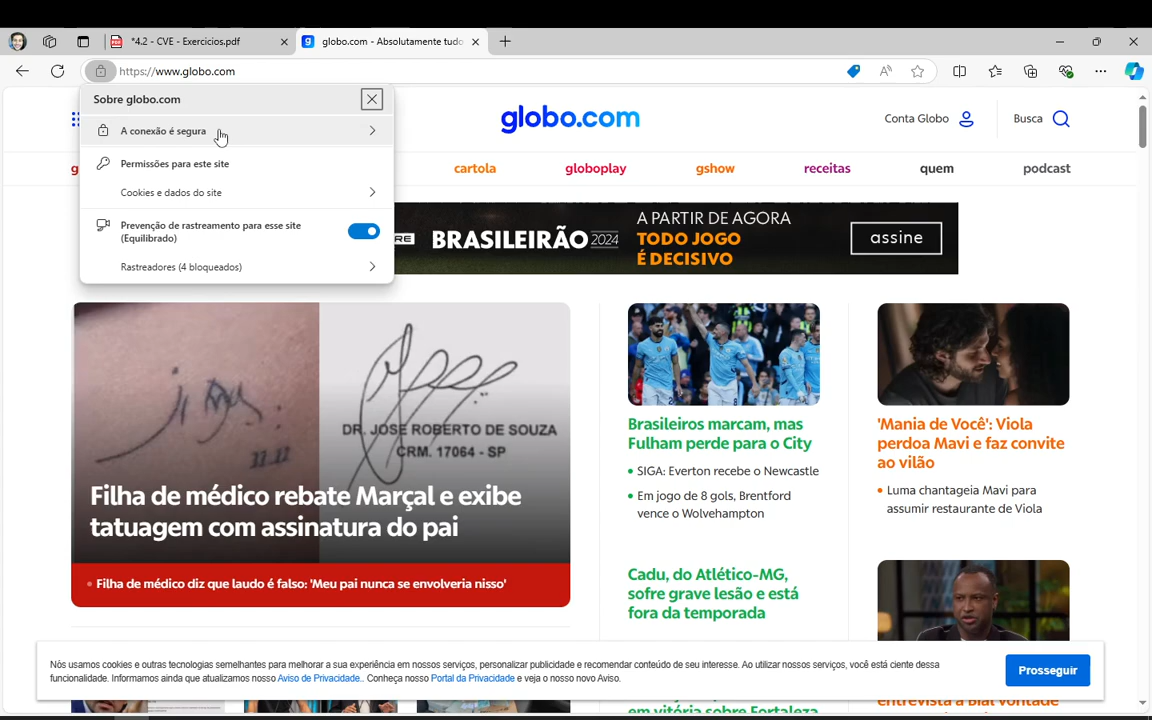 *4.2 - CVE - Exercicios.pdf
globo.com - Absolutamente tudo
https://www.globo.com
Sobre globo.com
A conexão é segura
Permissões para este site
Cookies e dados do site
Prevenção de rastreamento para esse site
(Equilibrado)
Rastreadores (4 bloqueados)
globo.com
Conta Globo
Busca
g
cartola
globoplay
gshow
receitas
quem
podcast
RE BRASILEIRÃO 2024
A PARTIR DE AGORA
TODO JOGO
É DECISIVO
assine
DR. JOSE ROBERTO DE SOUZA
CRM. 17064 - SP
Filha de médico rebate Marçal e exibe
tatuagem com assinatura do pai
Filha de médico diz que laudo é falso: 'Meu pai nunca se envolveria nisso'
Brasileiros marcam, mas
Fulham perde para o City
SIGA: Everton recebe o Newcastle
Em jogo de 8 gols, Brentford
vence o Wolvehampton
Cadu, do Atlético-MG,
sofre grave lesão e está
fora da temporada
'Mania de Você': Viola
perdoa Mavi e faz convite
ao vilão
Luma chantageia Mavi para
assumir restaurante de Viola
Nós usamos cookies e outras tecnologias semelhantes para melhorar a sua experiência em nossos serviços, personalizar publicidade e recomendar conteúdo de seu interesse. Ao utilizar nossos serviços, você está ciente dessa
funcionalidade. Informamos ainda que atualizamos nosso Aviso de Privacidade.. Conheça nosso Portal da Privacidade e veja o nosso novo Aviso.
Prosseguir
em vitória sobre Fortaleza
entrevista a Bial vontade